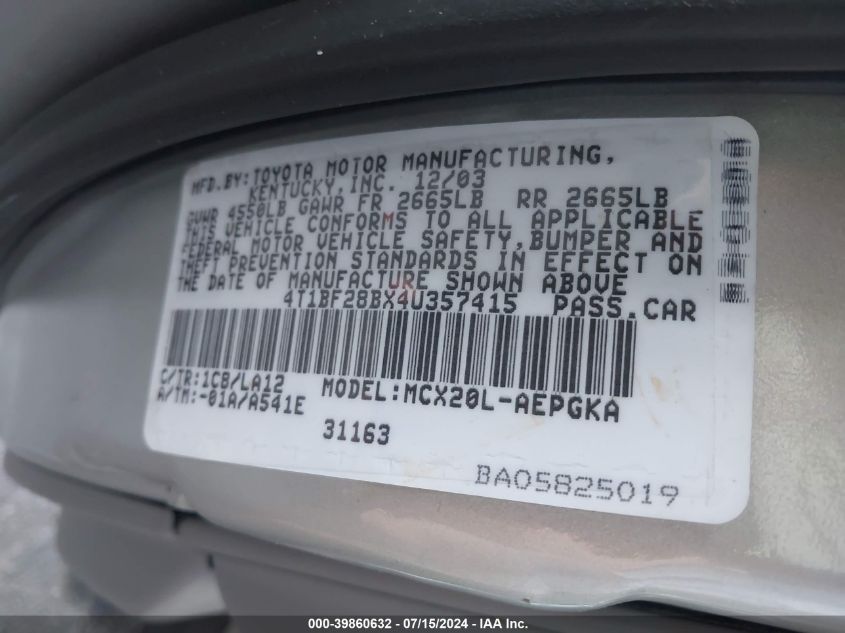 MFD.BY:TOYOTA MOTOR MANUFACTURING,
KENTUCKY,INC. 12/03
GVWR 4550LB GAWR FR 2665LB RR 2665LB
THIS VEHICLE CONFORMS TO ALL APPLICABLE
FEDERAL MOTOR VEHICLE SAFETY,BUMPER AND
THEFT PREVENTION STANDARDS IN EFFECT ON
THE DATE OF MANUFACTURE SHOWN ABOVE
4T1BF28BX4U357415 PASS.CAR
C/TR:1CB/LA12 MODEL:MCX20L-AEPGKA
A/TM:-01A/A541E
31163
BA05825019
000-39860632 / 07/15/2024 - IAA Inc.